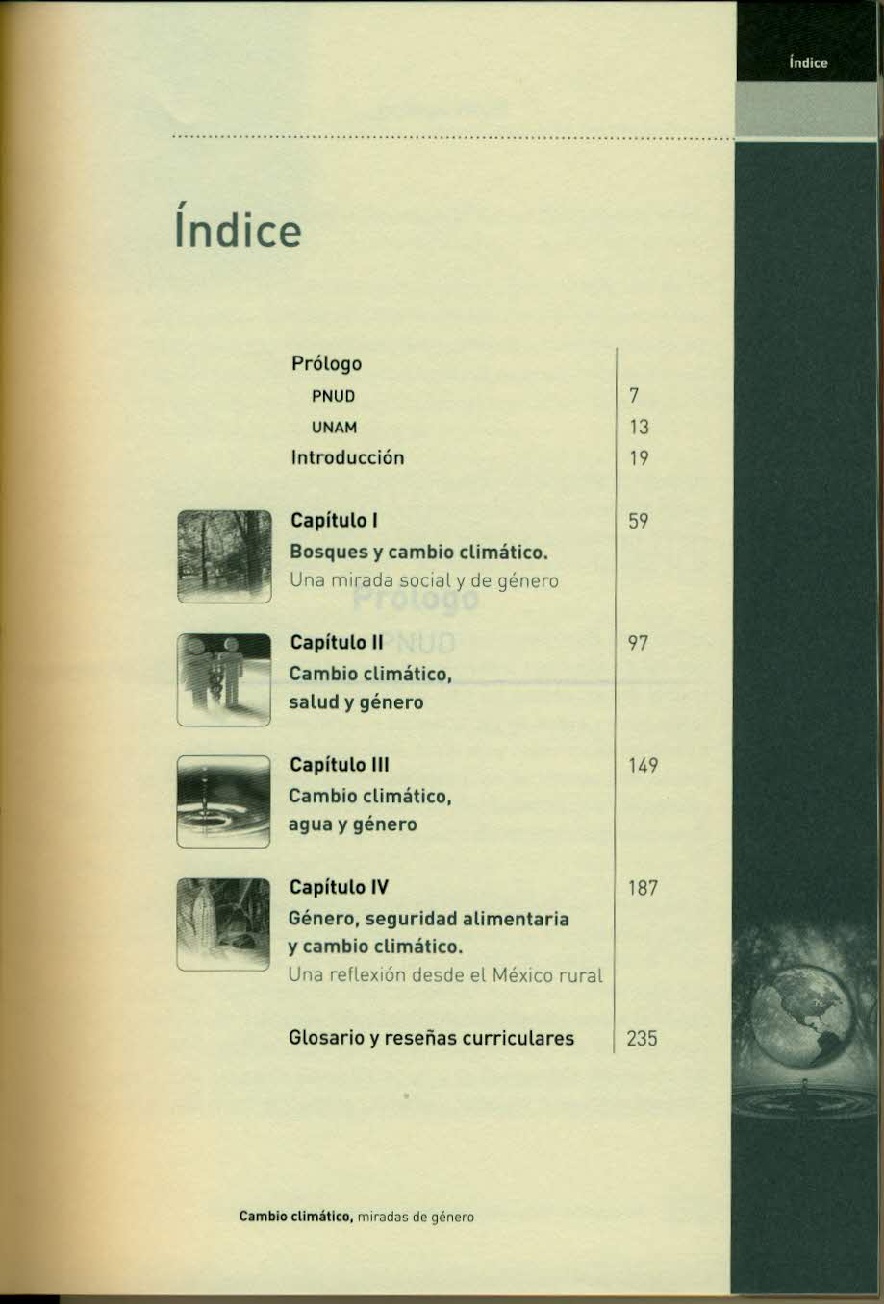 Índice
Índice
Prólogo
PNUD 7
UNAM 13
Introducción 19
Capítulo I 59
Bosques y cambio climático.
Una mirada social y de género
Capítulo II 97
Cambio climático,
salud y género
Capítulo III 149
Cambio climático,
agua y género
Capítulo IV 187
Género, seguridad alimentaria
y cambio climático.
Una reflexión desde el México rural
Glosario y reseñas curriculares 235
Cambio climático, miradas de género
Prólogo
PNUD